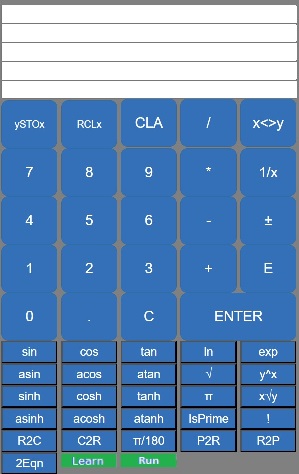 ySTOx RCLx CLA / x<>y
7 8 9 * 1/x
4 5 6 - ±
1 2 3 + E
0 . C ENTER
sin cos tan ln exp
asin acos atan √ y^x
sinh cosh tanh π x√y
asinh acosh atanh IsPrime !
R2C C2R π/180 P2R R2P
2Eqn Learn Run